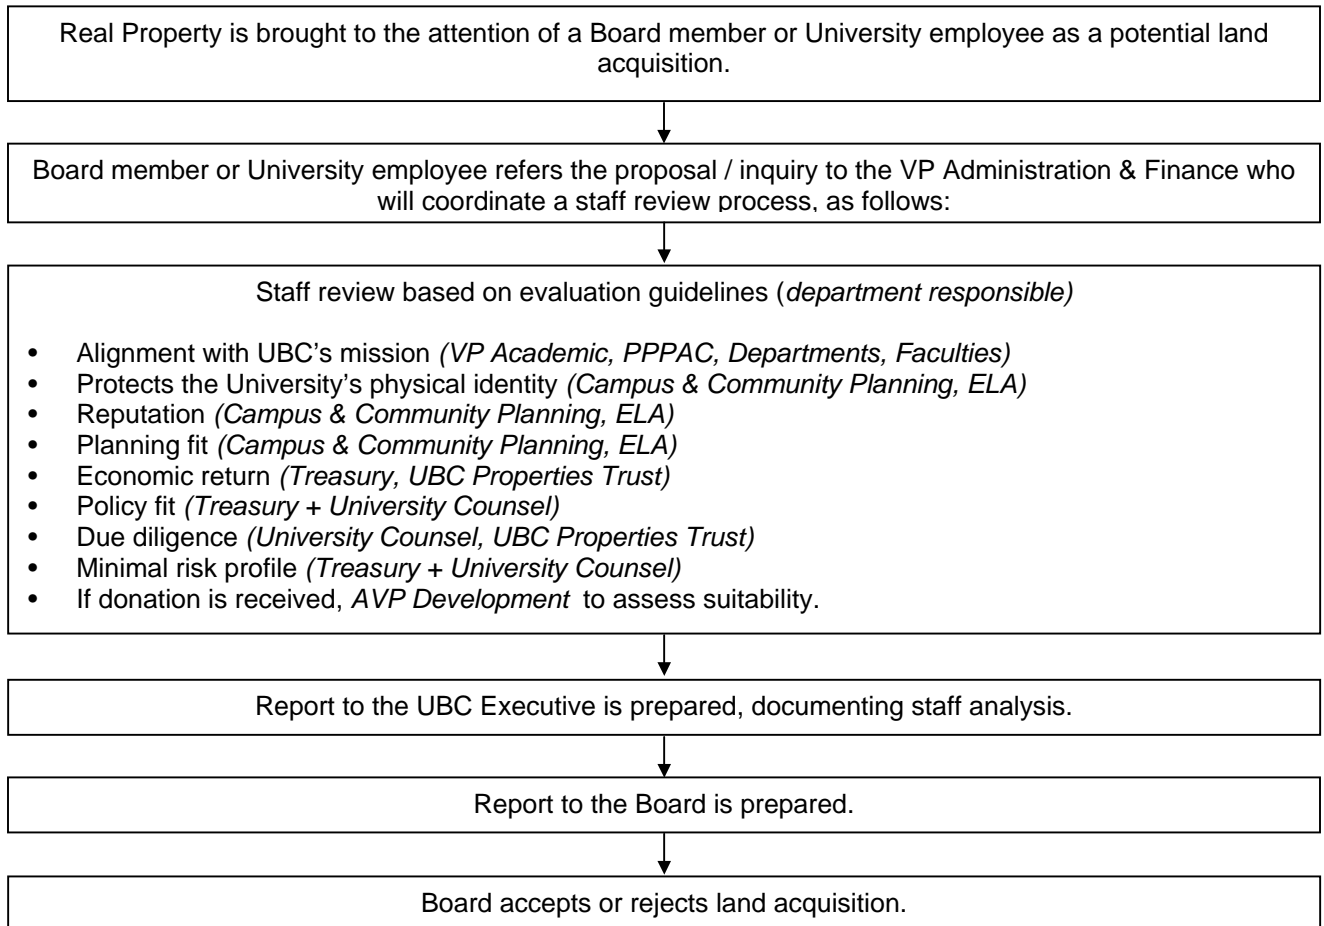 Real Property is brought to the attention of a Board member or University employee as a potential land
acquisition.
Board member or University employee refers the proposal / inquiry to the VP Administration & Finance who
will coordinate a staff review process, as follows:
Staff review based on evaluation guidelines (department responsible)
• Alignment with UBC's mission (VP Academic, PPPAC, Departments, Faculties)
• Protects the University's physical identity (Campus & Community Planning, ELA)
• Reputation (Campus & Community Planning, ELA)
• Planning fit (Campus & Community Planning, ELA)
• Economic return (Treasury, UBC Properties Trust)
• Policy fit (Treasury + University Counsel)
• Due diligence (University Counsel, UBC Properties Trust)
• Minimal risk profile (Treasury + University Counsel)
• If donation is received, AVP Development to assess suitability.
Report to the UBC Executive is prepared, documenting staff analysis.
Report to the Board is prepared.
Board accepts or rejects land acquisition.